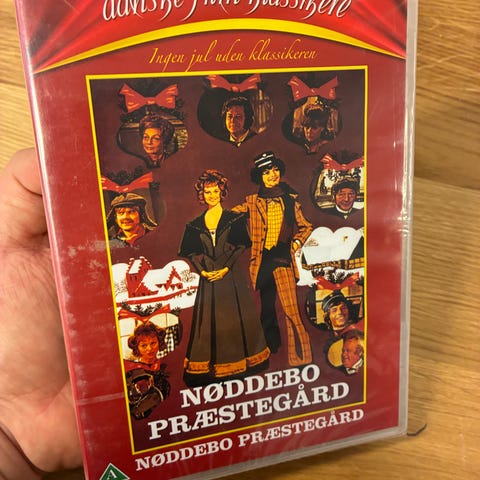 danske film klassikere
Ingen jul uden klassikeren
NØDDEBO
PRÆSTEGÅRD
NØDDEBO PRÆSTEGÅRD
A